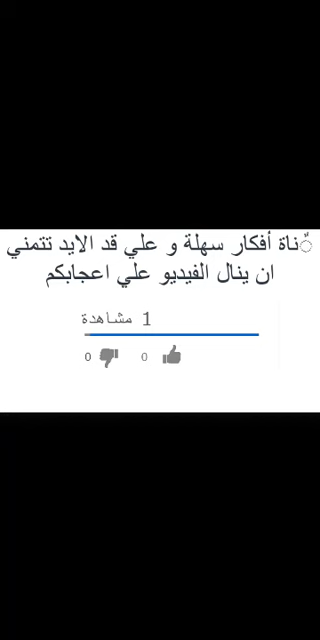 ناة أفكار سهلة و علي قد الايد تتمني
ان ينال الفيديو علي اعجابكم
1 مشاهدة
0 0